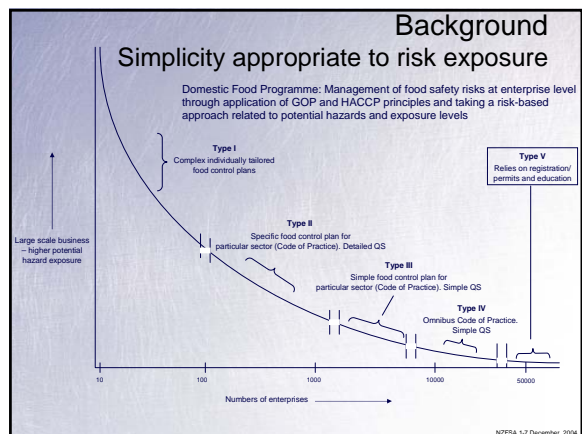 Background
Simplicity appropriate to risk exposure
Domestic Food Programme: Management of food safety risks at enterprise level
through application of GOP and HACCP principles and taking a risk-based
approach related to potential hazards and exposure levels
Type I
Complex individually tailored
food control plans
Type V
Relies on registration/
permits and education
Large scale business
– higher potential
hazard exposure
Type II
Specific food control plan for
particular sector (Code of Practice). Detailed QS
Type III
Simple food control plan for
particular sector (Code of Practice). Simple QS
Type IV
Omnibus Code of Practice.
Simple QS
10 100 1000 10000 50000
Numbers of enterprises
NZFSA 1-7 December, 2004